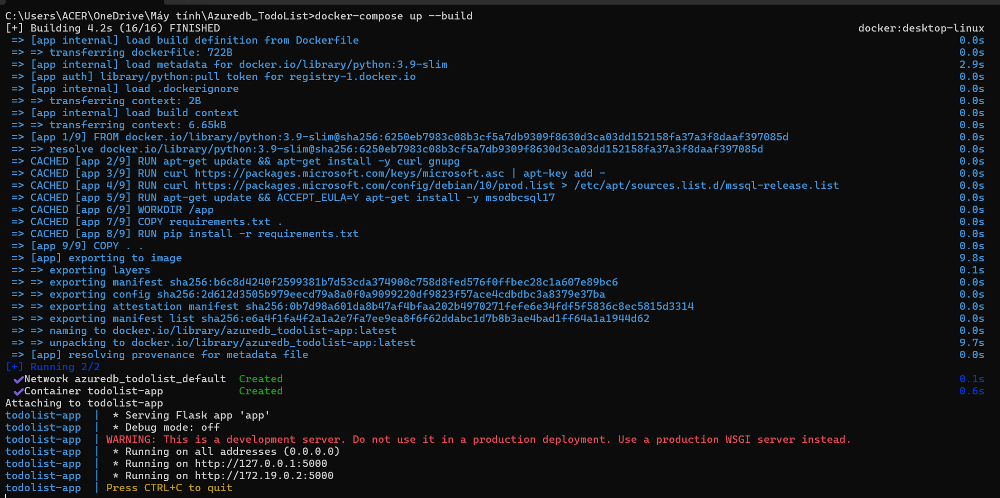 C:\Users\ACER\OneDrive\Máy tính\Azuredb_TodoList>docker-compose up --build
[+] Building 4.2s (16/16) FINISHED docker:desktop-linux
=> [app internal] load build definition from Dockerfile 0.0s
=> => transferring dockerfile: 722B 0.0s
=> [app internal] load metadata for docker.io/library/python:3.9-slim 2.9s
=> [app auth] library/python:pull token for registry-1.docker.io 0.0s
=> [app internal] load .dockerignore 0.0s
=> => transferring context: 2B 0.0s
=> [app internal] load build context 0.0s
=> => transferring context: 6.65kB 0.0s
=> [app 1/9] FROM docker.io/library/python:3.9-slim@sha256:6250eb7983c08b3cf5a7db9309f8630d3ca03dd152158fa37a3f8daaf397085d 0.0s
=> => resolve docker.io/library/python:3.9-slim@sha256:6250eb7983c08b3cf5a7db9309f8630d3ca03dd152158fa37a3f8daaf397085d 0.0s
=> CACHED [app 2/9] RUN apt-get update && apt-get install -y curl gnupg 0.0s
=> CACHED [app 3/9] RUN curl https://packages.microsoft.com/keys/microsoft.asc | apt-key add - 0.0s
=> CACHED [app 4/9] RUN curl https://packages.microsoft.com/config/debian/10/prod.list > /etc/apt/sources.list.d/mssql-release.list 0.0s
=> CACHED [app 5/9] RUN apt-get update && ACCEPT_EULA=Y apt-get install -y msodbcsql17 0.0s
=> CACHED [app 6/9] WORKDIR /app 0.0s
=> CACHED [app 7/9] COPY requirements.txt . 0.0s
=> CACHED [app 8/9] RUN pip install -r requirements.txt 0.0s
=> [app 9/9] COPY . . 0.0s
=> [app] exporting to image 9.8s
=> => exporting layers 0.1s
=> => exporting manifest sha256:b6c8d4240f2599381b7d53cda374908c758d8fed576f0ffbec28c1a607e89bc6 0.0s
=> => exporting config sha256:2d612d3505b979eecd79a8a0f0a9099220df9823f57ace4cdbdbc3a8379e37ba 0.0s
=> => exporting attestation manifest sha256:0b7d98a601da8b47af4bfaa202b4970271fefe6e34fdf5f5836c8ec5815d3314 0.0s
=> => exporting manifest list sha256:e6a4f1fa4f2a1a2e7fa7ee9ea8f6f62ddabc1d7b8b3ae4bad1ff64a1a1944d62 0.0s
=> => naming to docker.io/library/azuredb_todolist-app:latest 0.0s
=> => unpacking to docker.io/library/azuredb_todolist-app:latest 9.7s
=> [app] resolving provenance for metadata file 0.0s
[+] Running 2/2
✔Network azuredb_todolist_default Created 0.1s
✔Container todolist-app Created 0.6s
Attaching to todolist-app
todolist-app | * Serving Flask app 'app'
todolist-app | * Debug mode: off
todolist-app | WARNING: This is a development server. Do not use it in a production deployment. Use a production WSGI server instead.
todolist-app | * Running on all addresses (0.0.0.0)
todolist-app | * Running on http://127.0.0.1:5000
todolist-app | * Running on http://172.19.0.2:5000
todolist-app | Press CTRL+C to quit